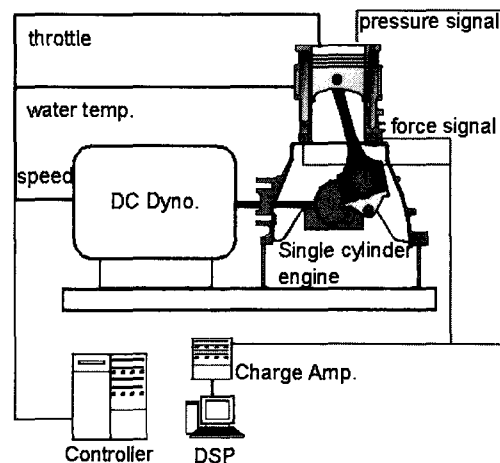 pressure signal
throttle
water temp.
force signal
speed
DC Dyno.
Single cylinder
engine
Charge Amp.
Controller
DSP